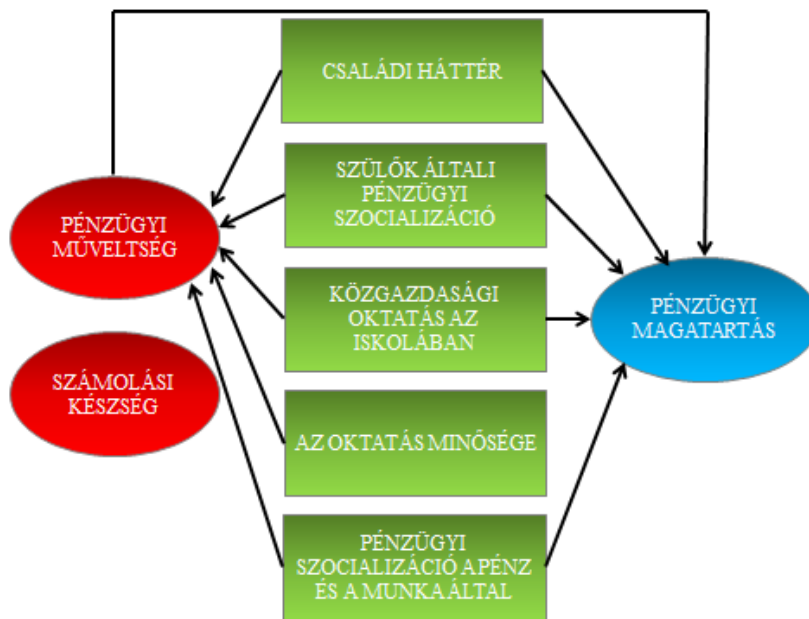 CSALÁDI HÁTTÉR
SZÜLŐK ÁLTALI
PÉNZÜGYI
SZOCIALIZÁCIÓ
PÉNZÜGYI
MŰVELTSÉG
KÖZGAZDASÁGI
OKTATÁS AZ
ISKOLÁBAN
PÉNZÜGYI
MAGATARTÁS
SZÁMOLÁSI
KÉSZSÉG
AZ OKTATÁS MINŐSÉGE
PÉNZÜGYI
SZOCIALIZÁCIÓ A PÉNZ
ÉS A MUNKA ÁLTAL